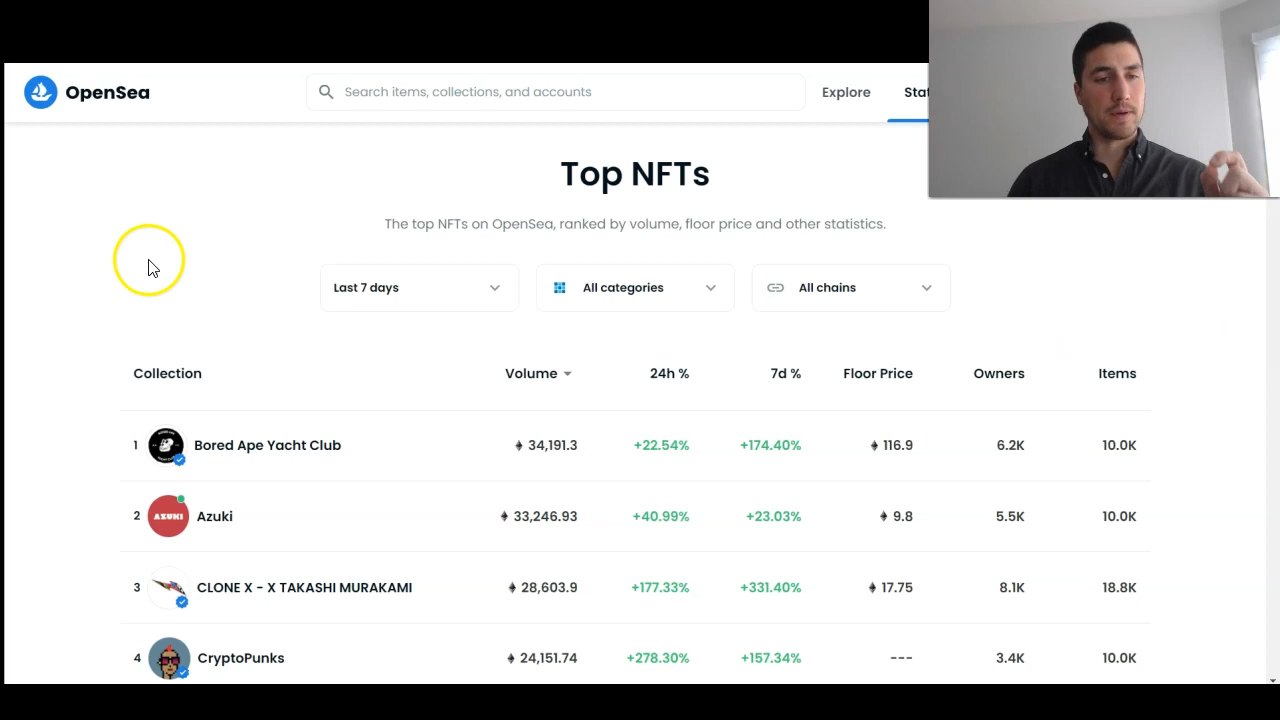 OpenSea
Search items, collections, and accounts
Explore
Stat
Top NFTs
The top NFTs on OpenSea, ranked by volume, floor price and other statistics.
Last 7 days
All categories
All chains
Collection Volume 24h % 7d % Floor Price Owners Items
1 Bored Ape Yacht Club 34,191.3 +22.54% +174.40% 116.9 6.2K 10.0K
2 AZUKI Azuki 33,246.93 +40.99% +23.03% 9.8 5.5K 10.0K
3 CLONE X - X TAKASHI MURAKAMI 28,603.9 +177.33% +331.40% 17.75 8.1K 18.8K
4 CryptoPunks 24,151.74 +278.30% +157.34% --- 3.4K 10.0K